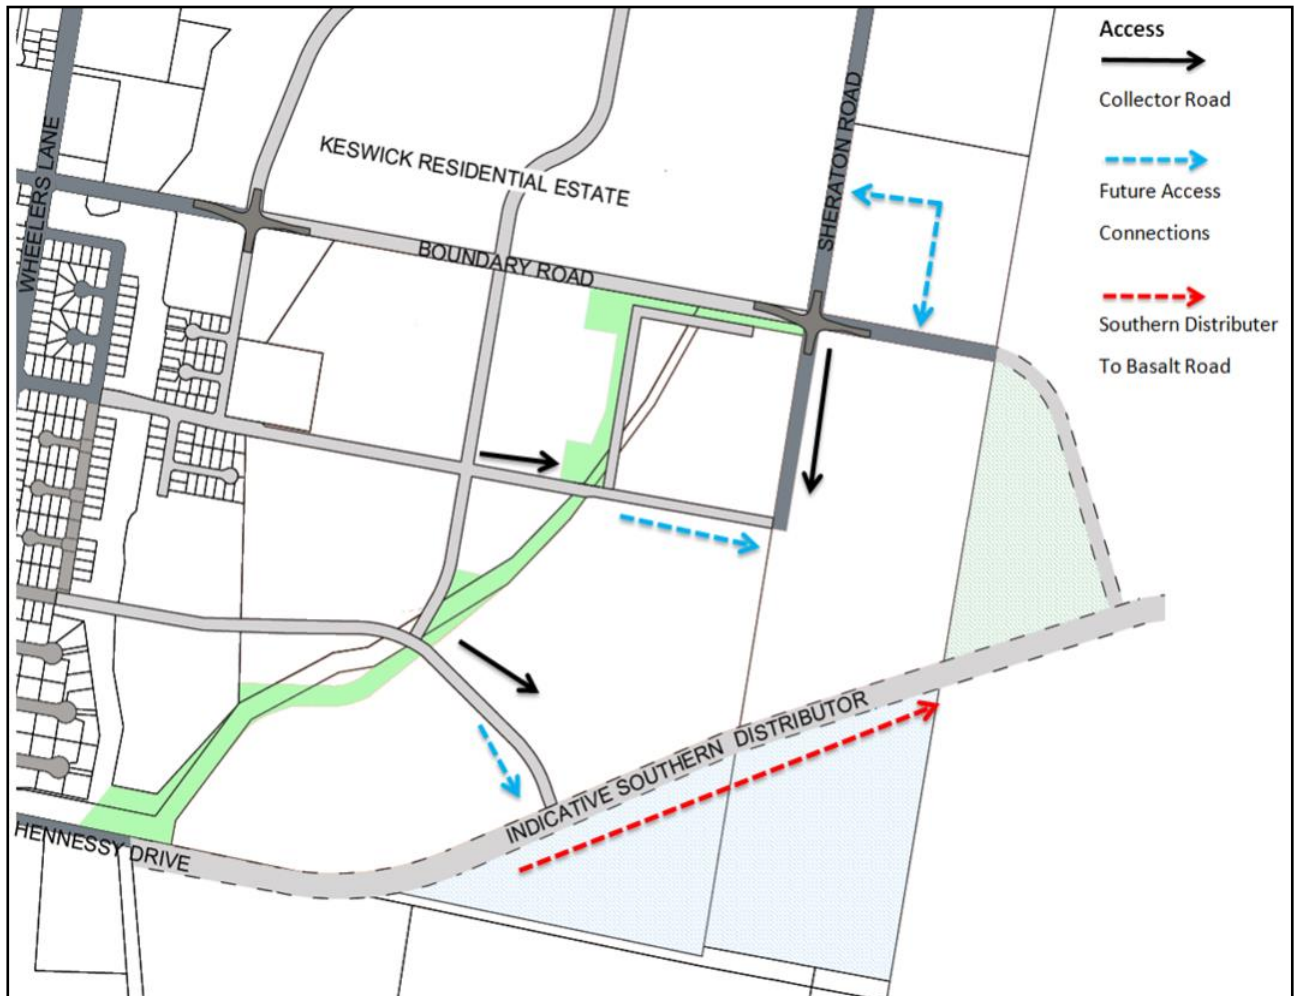 Access
Collector Road
Future Access
Connections
Southern Distributer
To Basalt Road
WHEELERS LANE
KESWICK RESIDENTIAL ESTATE
SHERATON ROAD
BOUNDARY ROAD
INDICATIVE SOUTHERN DISTRIBUTOR
HENNESSY DRIVE